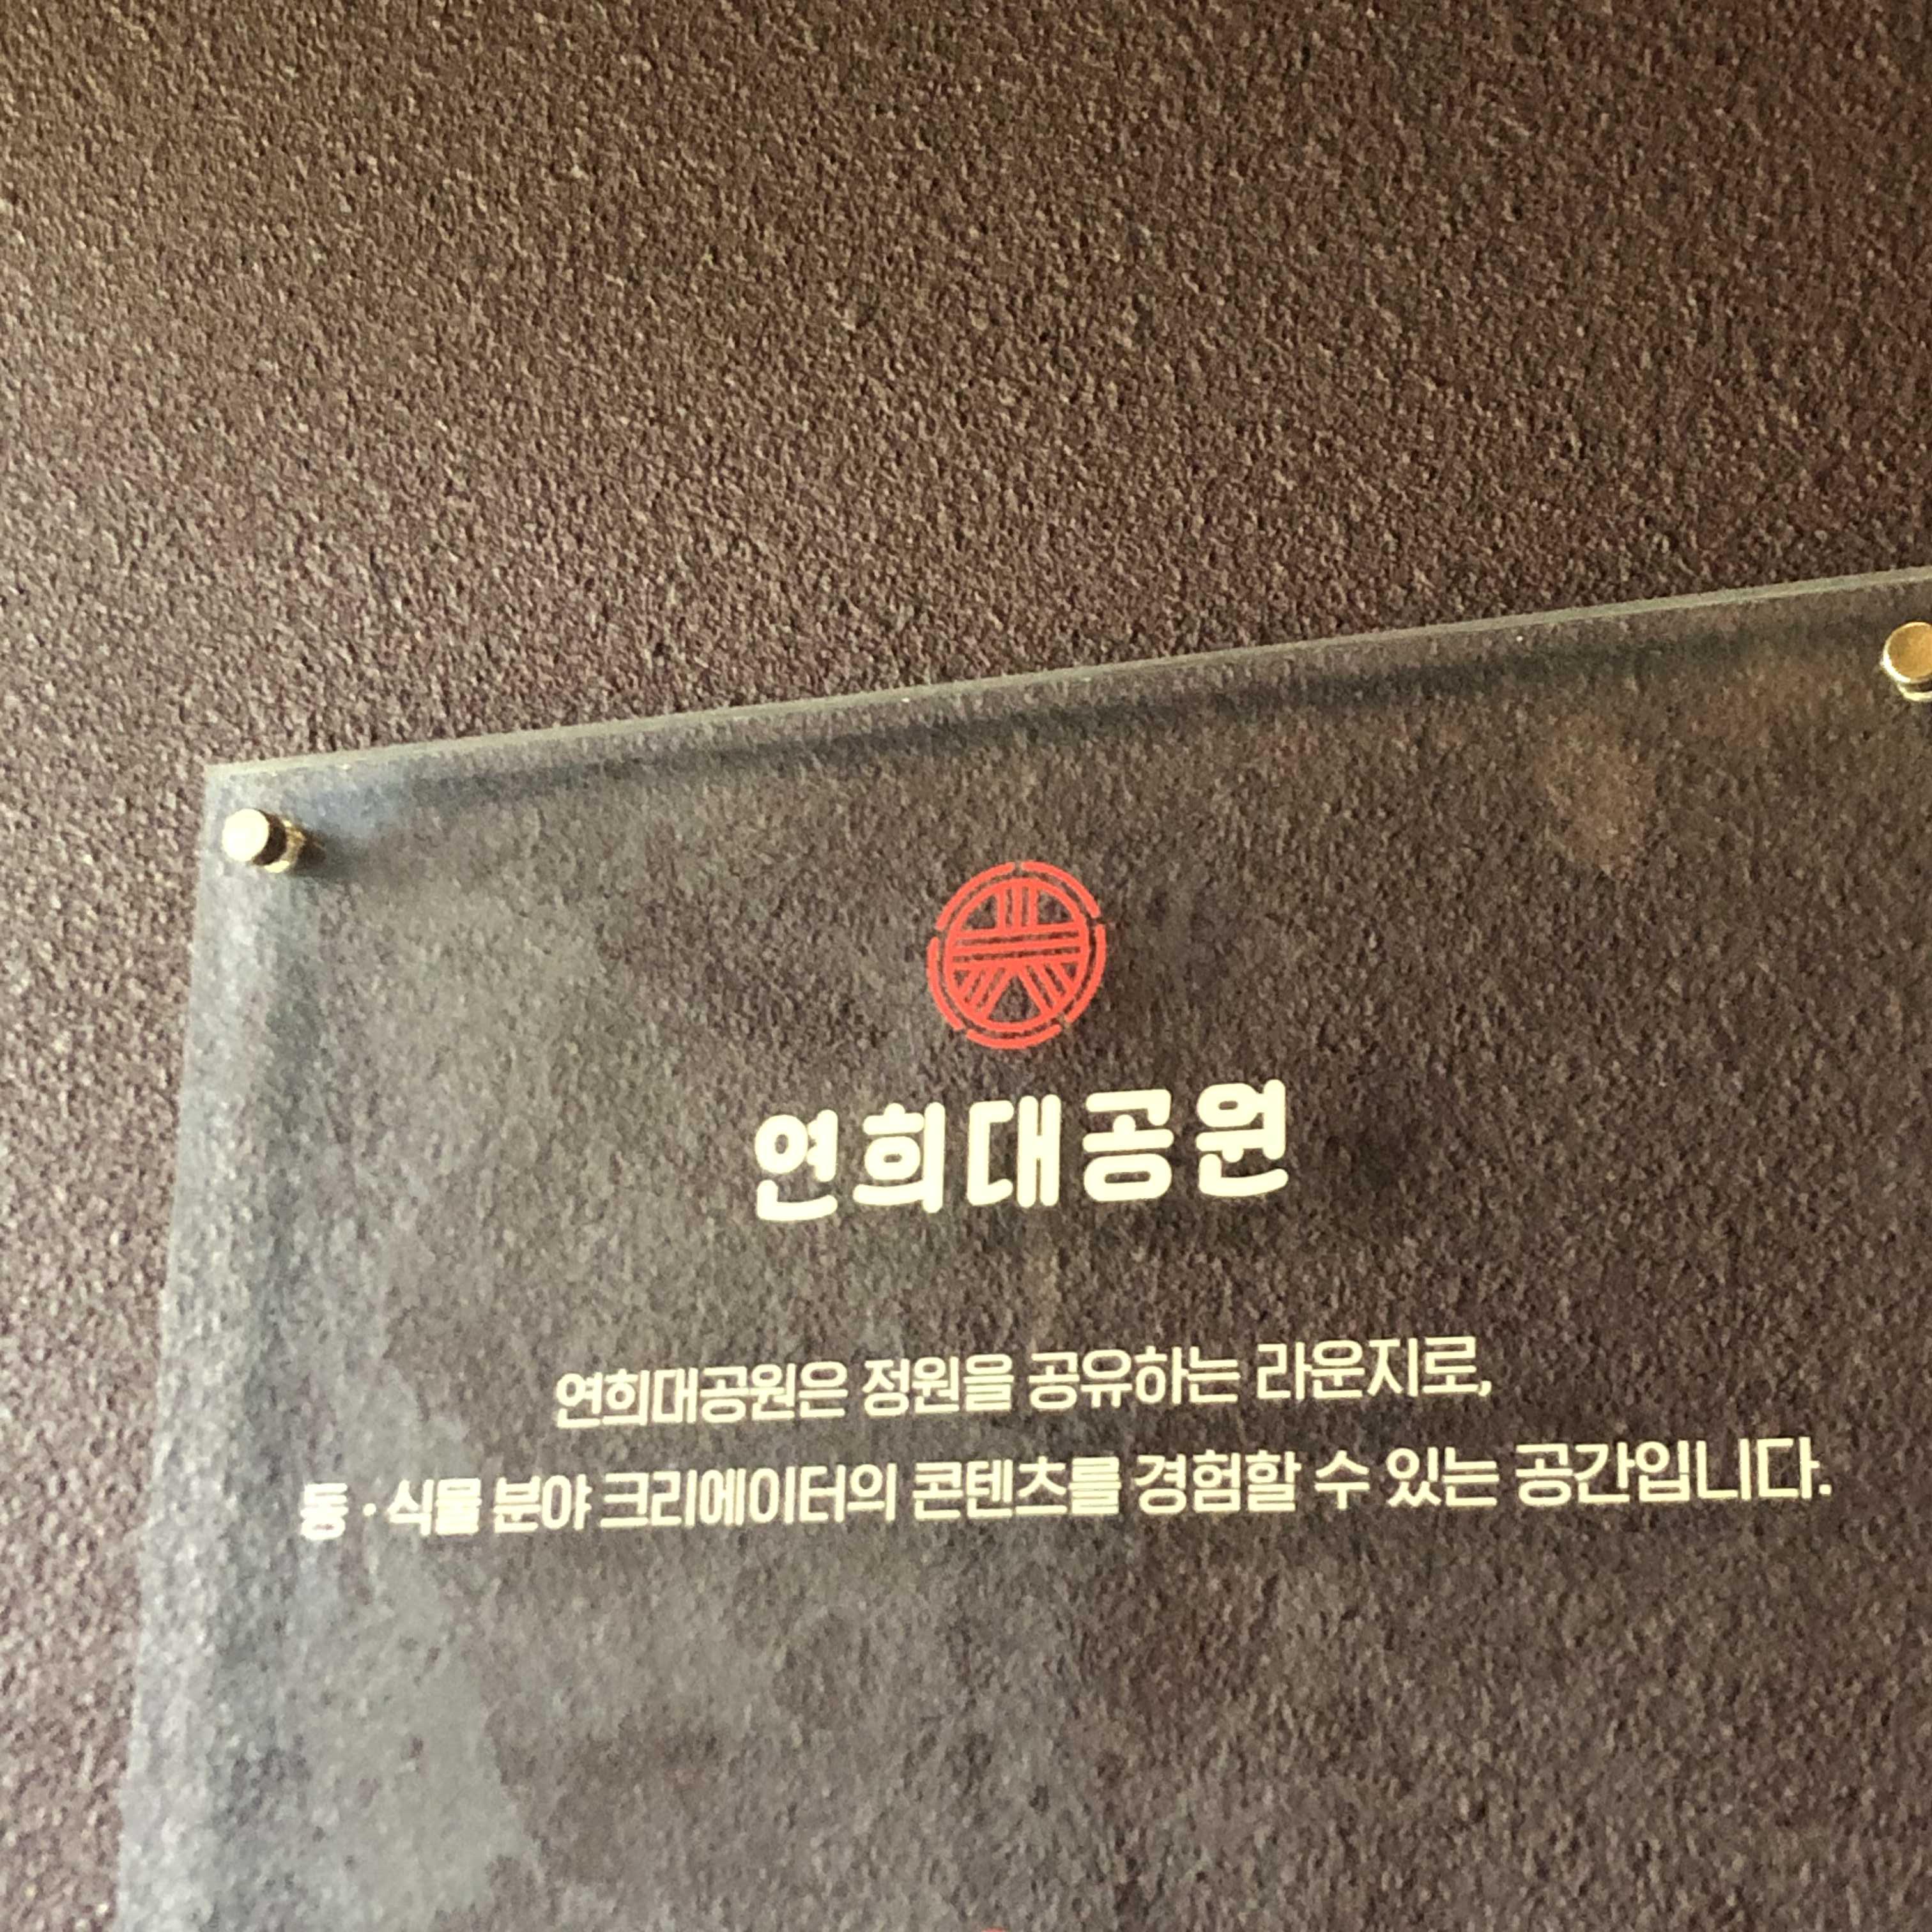 연희대공원
연희대공원은 정원을 공유하는 라운지로,
동·식물 분야 크리에이터의 콘텐츠를 경험할 수 있는 공간입니다.